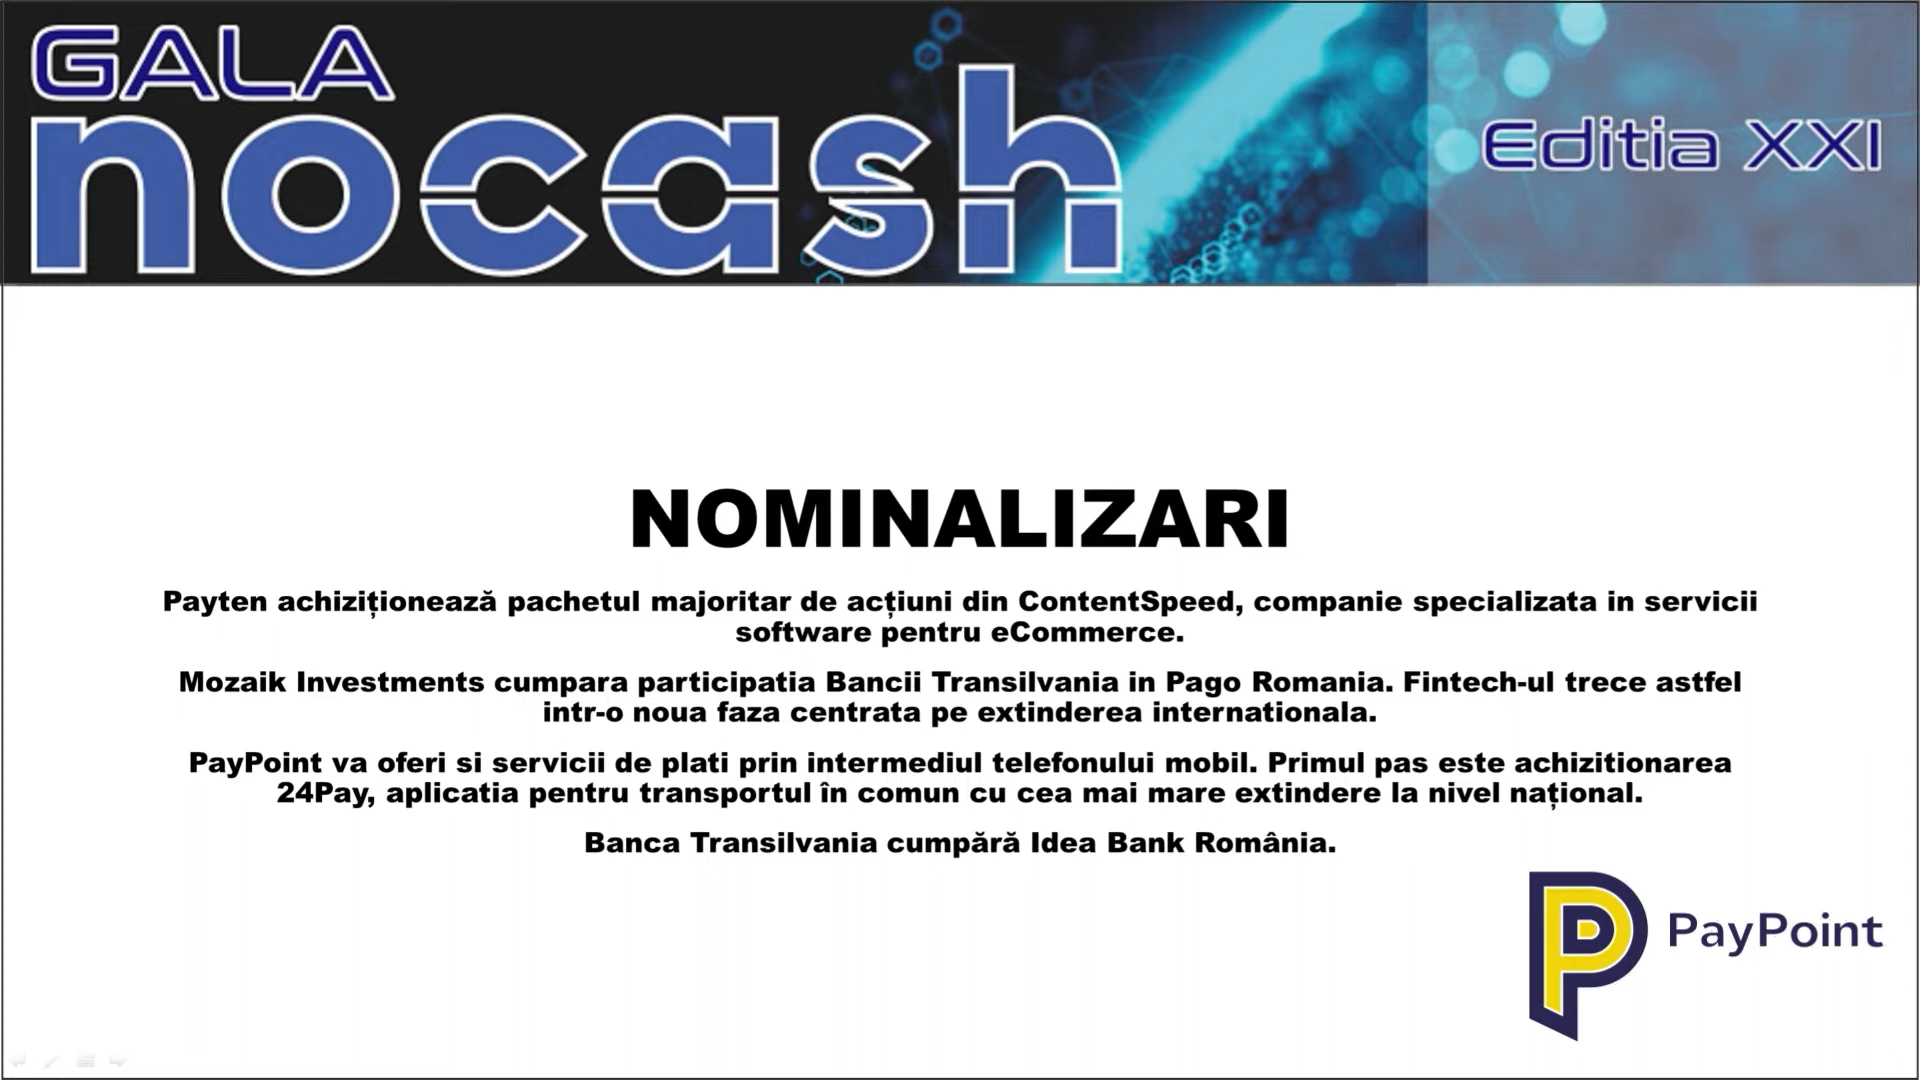 GALA
nocash
Editia XXI
NOMINALIZARI
Payten achiziționează pachetul majoritar de acțiuni din ContentSpeed, companie specializata in servicii
software pentru eCommerce.
Mozaik Investments cumpara participatia Bancii Transilvania in Pago Romania. Fintech-ul trece astfel
intr-o noua faza centrata pe extinderea internationala.
PayPoint va oferi si servicii de plati prin intermediul telefonului mobil. Primul pas este achizitionarea
24Pay, aplicatia pentru transportul în comun cu cea mai mare extindere la nivel național.
Banca Transilvania cumpără Idea Bank România.
PayPoint